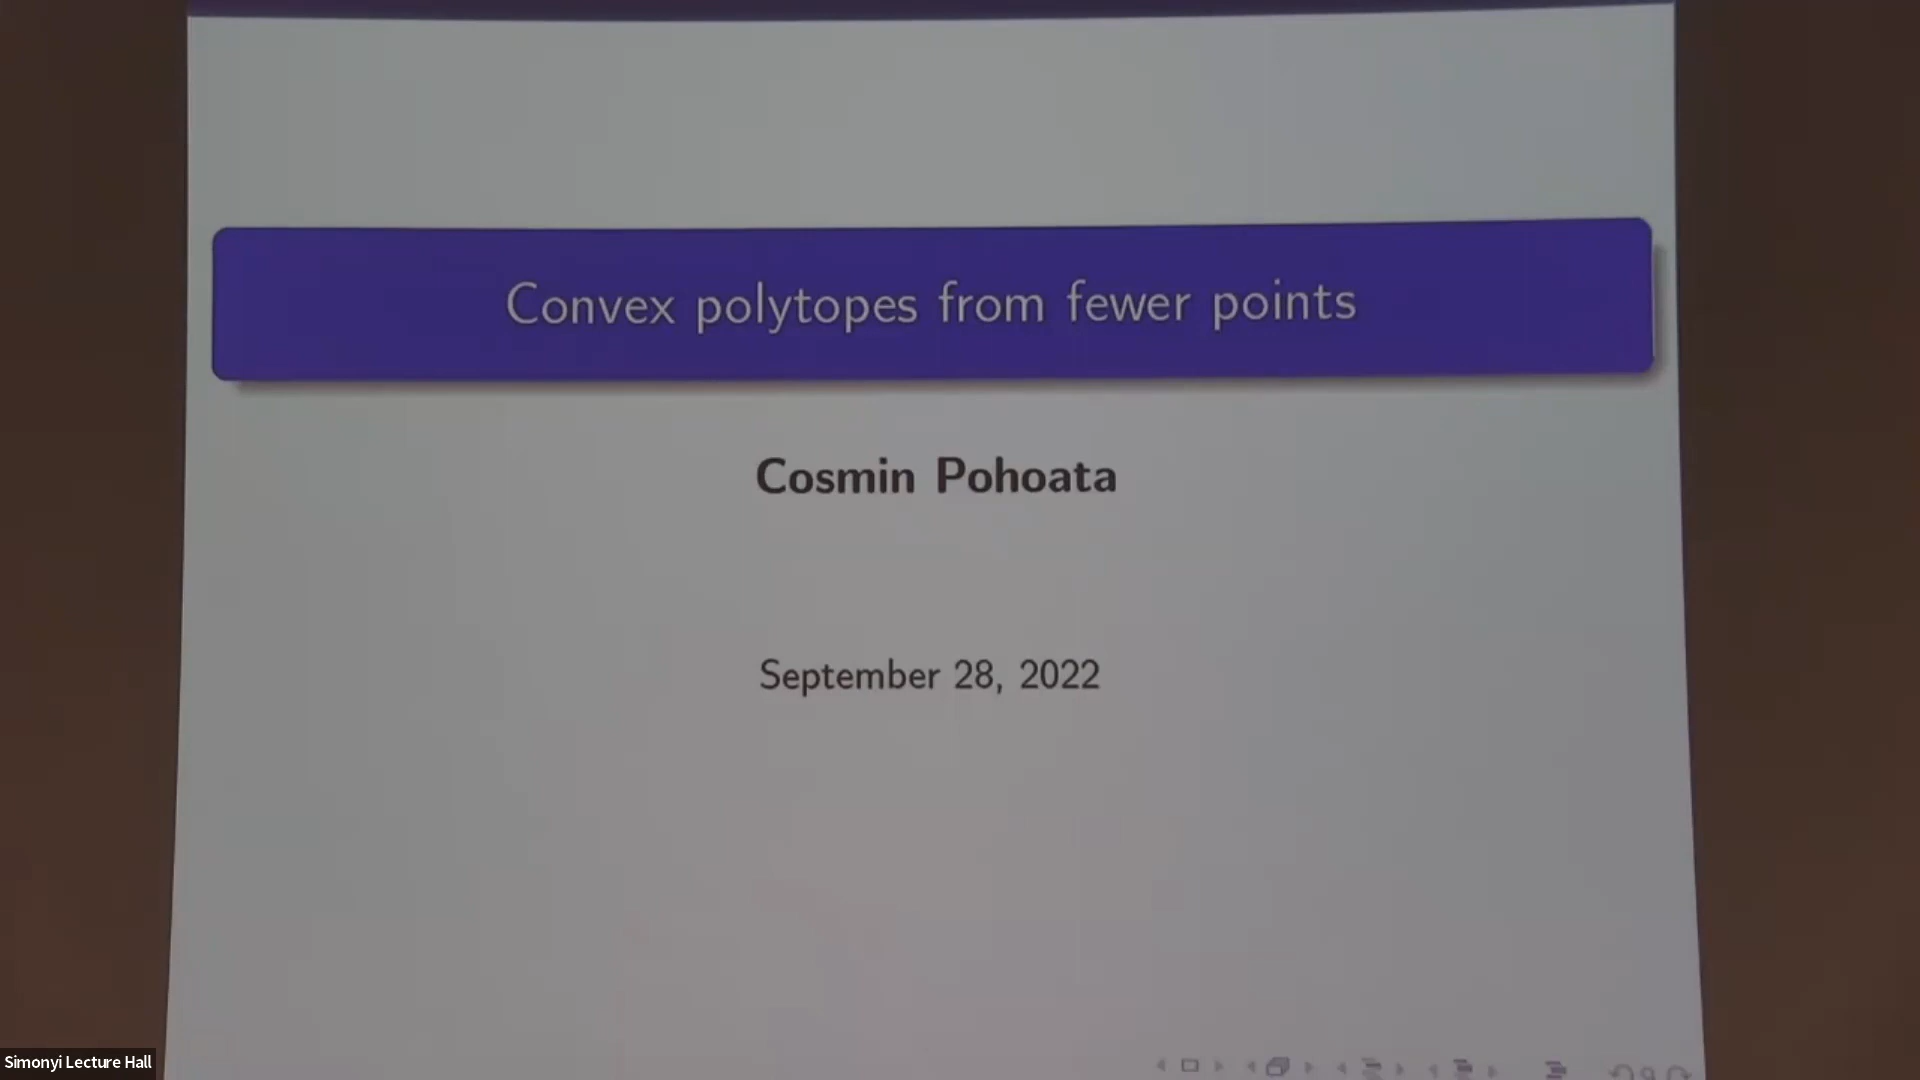 Convex polytopes from fewer points
Cosmin Pohoata
September 28, 2022
Simonyi Lecture Hall